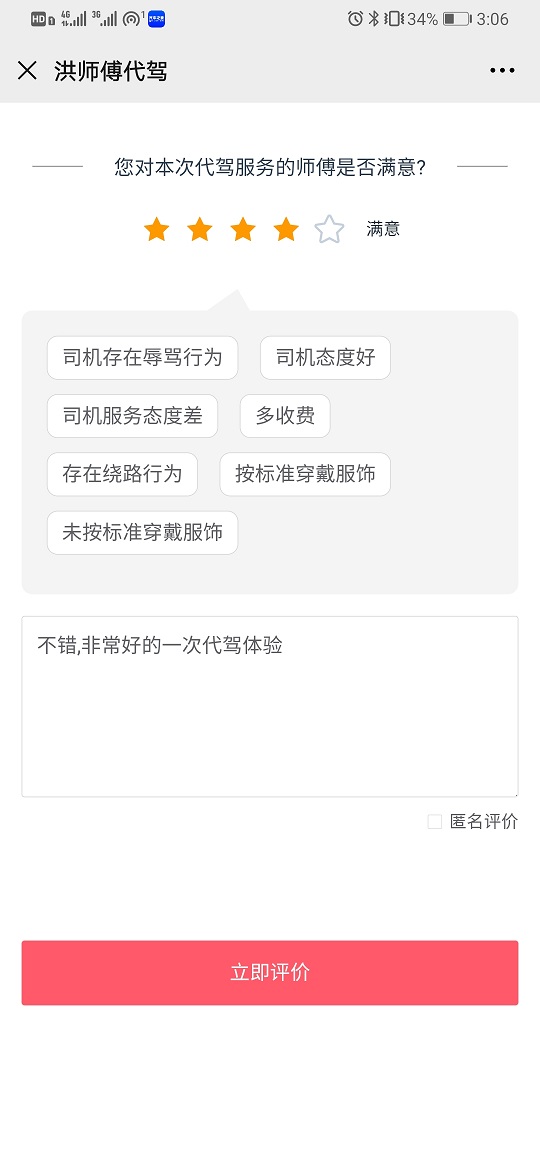 HD 4G 3G 1 34% 3:06
洪师傅代驾
您对本次代驾服务的师傅是否满意?
满意
司机存在辱骂行为 司机态度好
司机服务态度差 多收费
存在绕路行为 按标准穿戴服饰
未按标准穿戴服饰
不错,非常好的一次代驾体验
匿名评价
立即评价